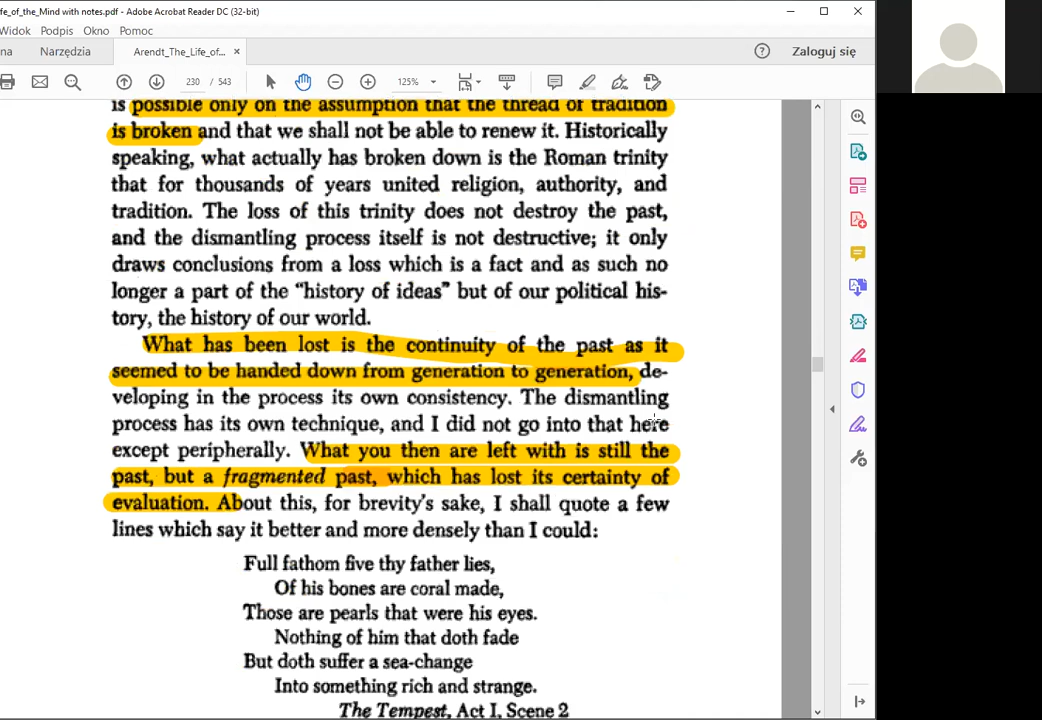 fe_of_the_Mind with notes.pdf - Adobe Acrobat Reader DC (32-bit)
Widok Podpis Okno Pomoc
na Narzędzia Arendt_The_Life_of... × Zaloguj się
230 / 543 125%
is possible only on the assumption that the thread of tradition
is broken and that we shall not be able to renew it. Historically
speaking, what actually has broken down is the Roman trinity
that for thousands of years united religion, authority, and
tradition. The loss of this trinity does not destroy the past,
and the dismantling process itself is not destructive; it only
draws conclusions from a loss which is a fact and as such no
longer a part of the "history of ideas" but of our political his-
tory, the history of our world.
What has been lost is the continuity of the past as it
seemed to be handed down from generation to generation, de-
veloping in the process its own consistency. The dismantling
process has its own technique, and I did not go into that here
except peripherally. What you then are left with is still the
past, but a fragmented past, which has lost its certainty of
evaluation. About this, for brevity's sake, I shall quote a few
lines which say it better and more densely than I could:
Full fathom five thy father lies,
Of his bones are coral made,
Those are pearls that were his eyes.
Nothing of him that doth fade
But doth suffer a sea-change
Into something rich and strange.
The Tempest, Act I, Scene 2